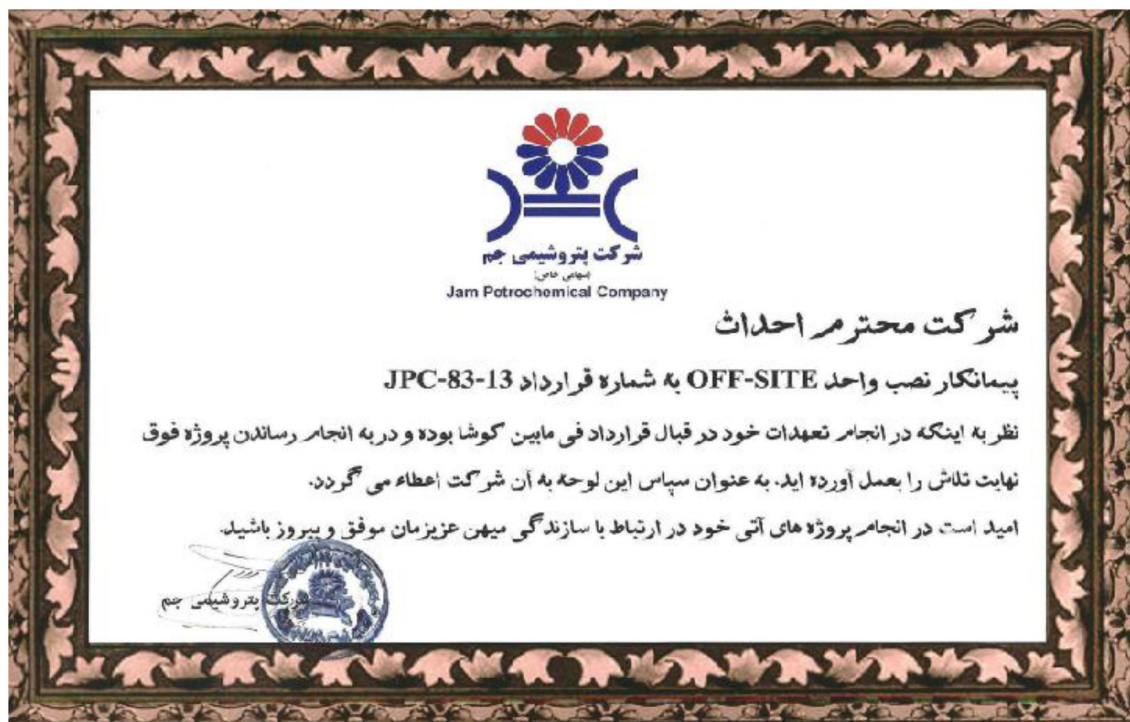 شرکت پتروشیمی جم
(سهامی خاص)
Jam Petrochemical Company
شرکت محترم احداث
پیمانکار نصب واحد OFF-SITE به شماره قرارداد JPC-83-13
نظر به اینکه در انجام تعهدات خود در قبال قرارداد فی مابین کوشا بوده و در به انجام رساندن پروژه فوق
نهایت تلاش را بعمل آورده اید. به عنوان سپاس این لوحه به آن شرکت اعطاء می گردد.
امید است در انجام پروژه های آتی خود در ارتباط با سازندگی میهن عزیزمان موفق و پیروز باشید.
شرکت پتروشیمی جم